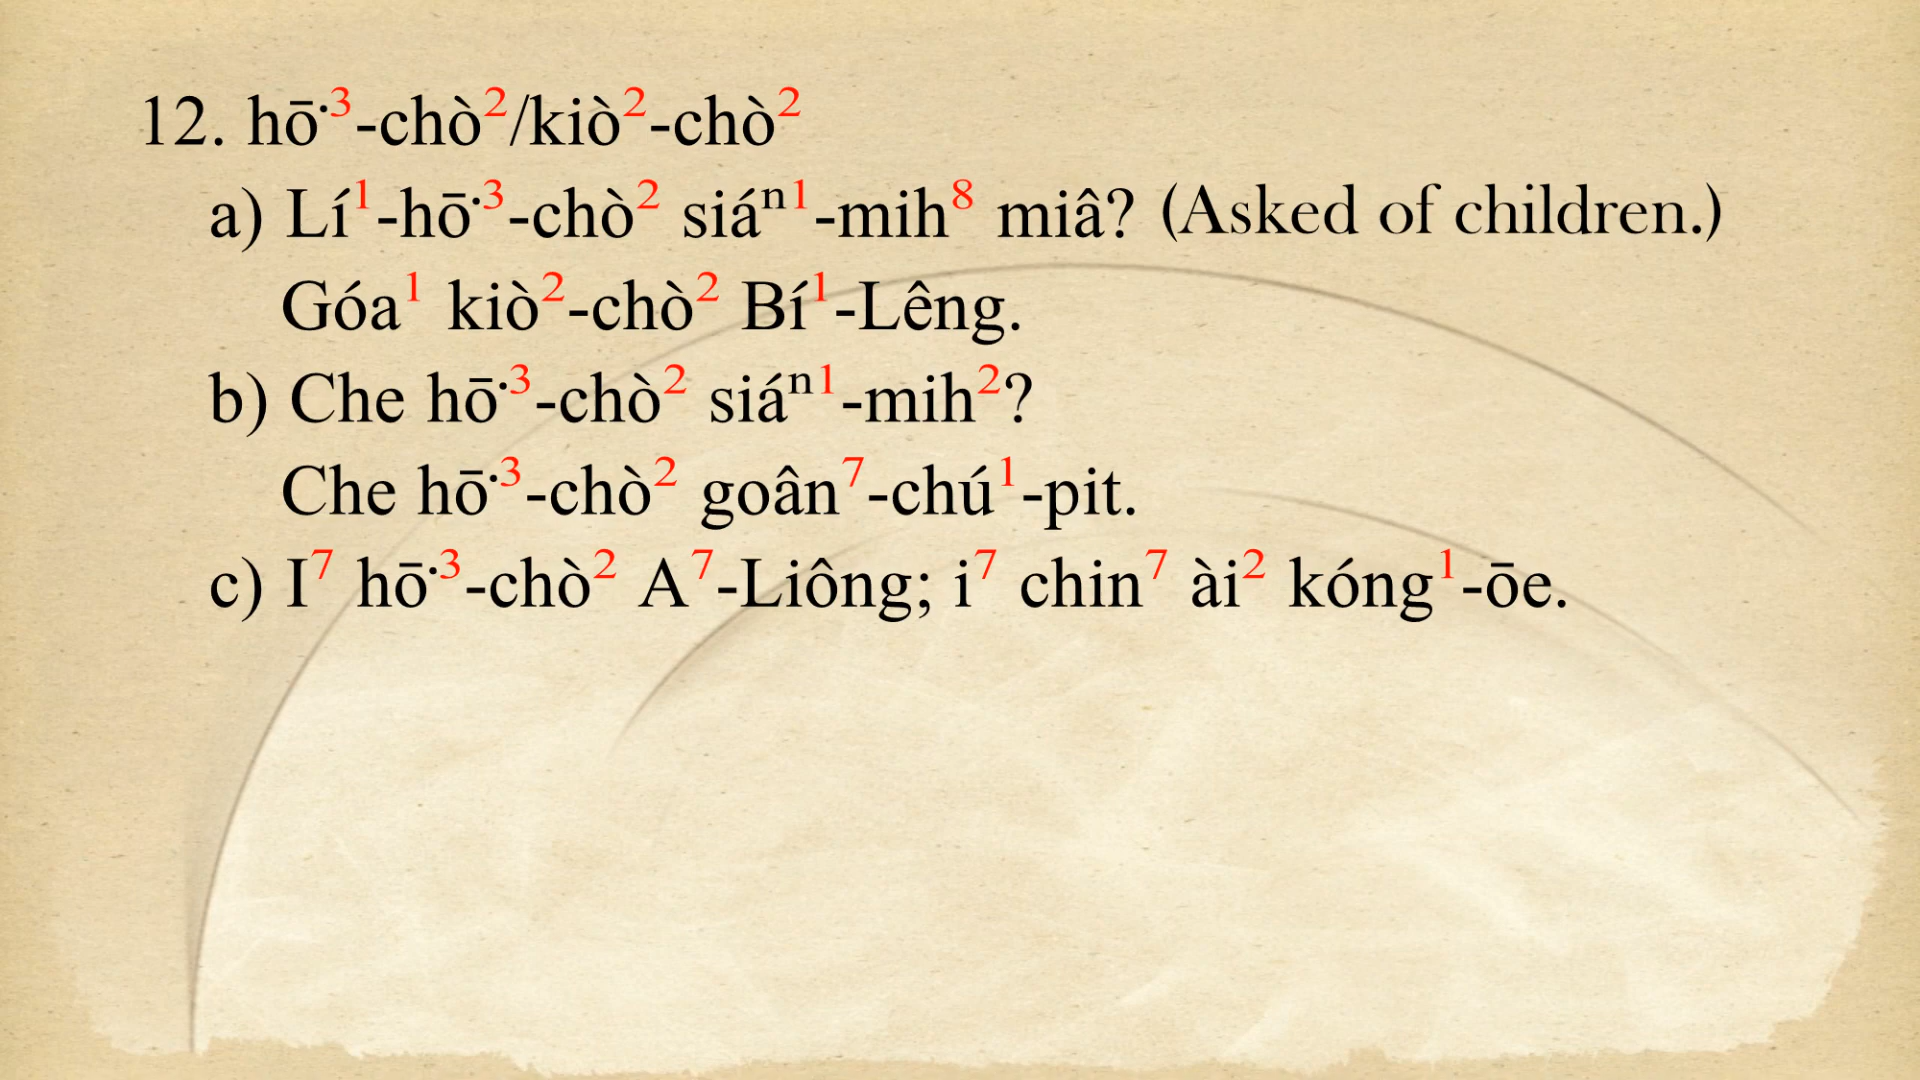 12. hō͘³-chò²/kiò²-chò²
a) Lí¹-hō͘³-chò² siáⁿ¹-mih⁸ miâ? (Asked of children.)
Góa¹ kiò²-chò² Bí¹-Lêng.
b) Che hō͘³-chò² siáⁿ¹-mih²?
Che hō͘³-chò² goân⁷-chú¹-pit.
c) I⁷ hō͘³-chò² A⁷-Liông; i⁷ chin⁷ ài² kóng¹-ōe.